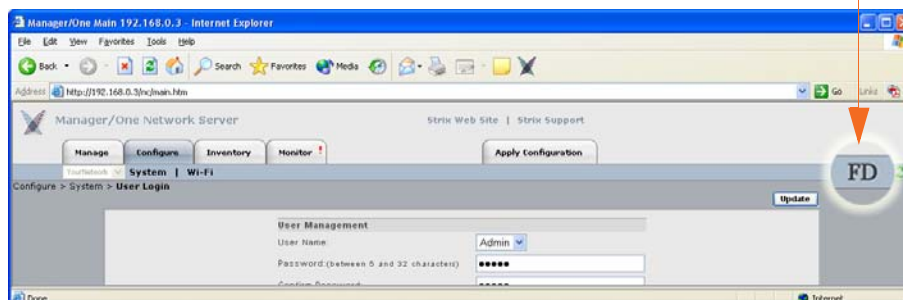 Manager/One Main 192.168.0.3 - Internet Explorer
File Edit View Favorites Tools Help
Back Search Favorites Media
Address http://192.168.0.3/nc/main.htm Go Links
Manager/One Network Server Strix Web Site | Strix Support
Manage Configure Inventory Monitor ! Apply Configuration
YourNetwork System | Wi-Fi
FD
Configure > System > User Login
Update
User Management
User Name: Admin
Password:(between 5 and 32 characters) •••••
Confirm Password: •••••
Done Internet